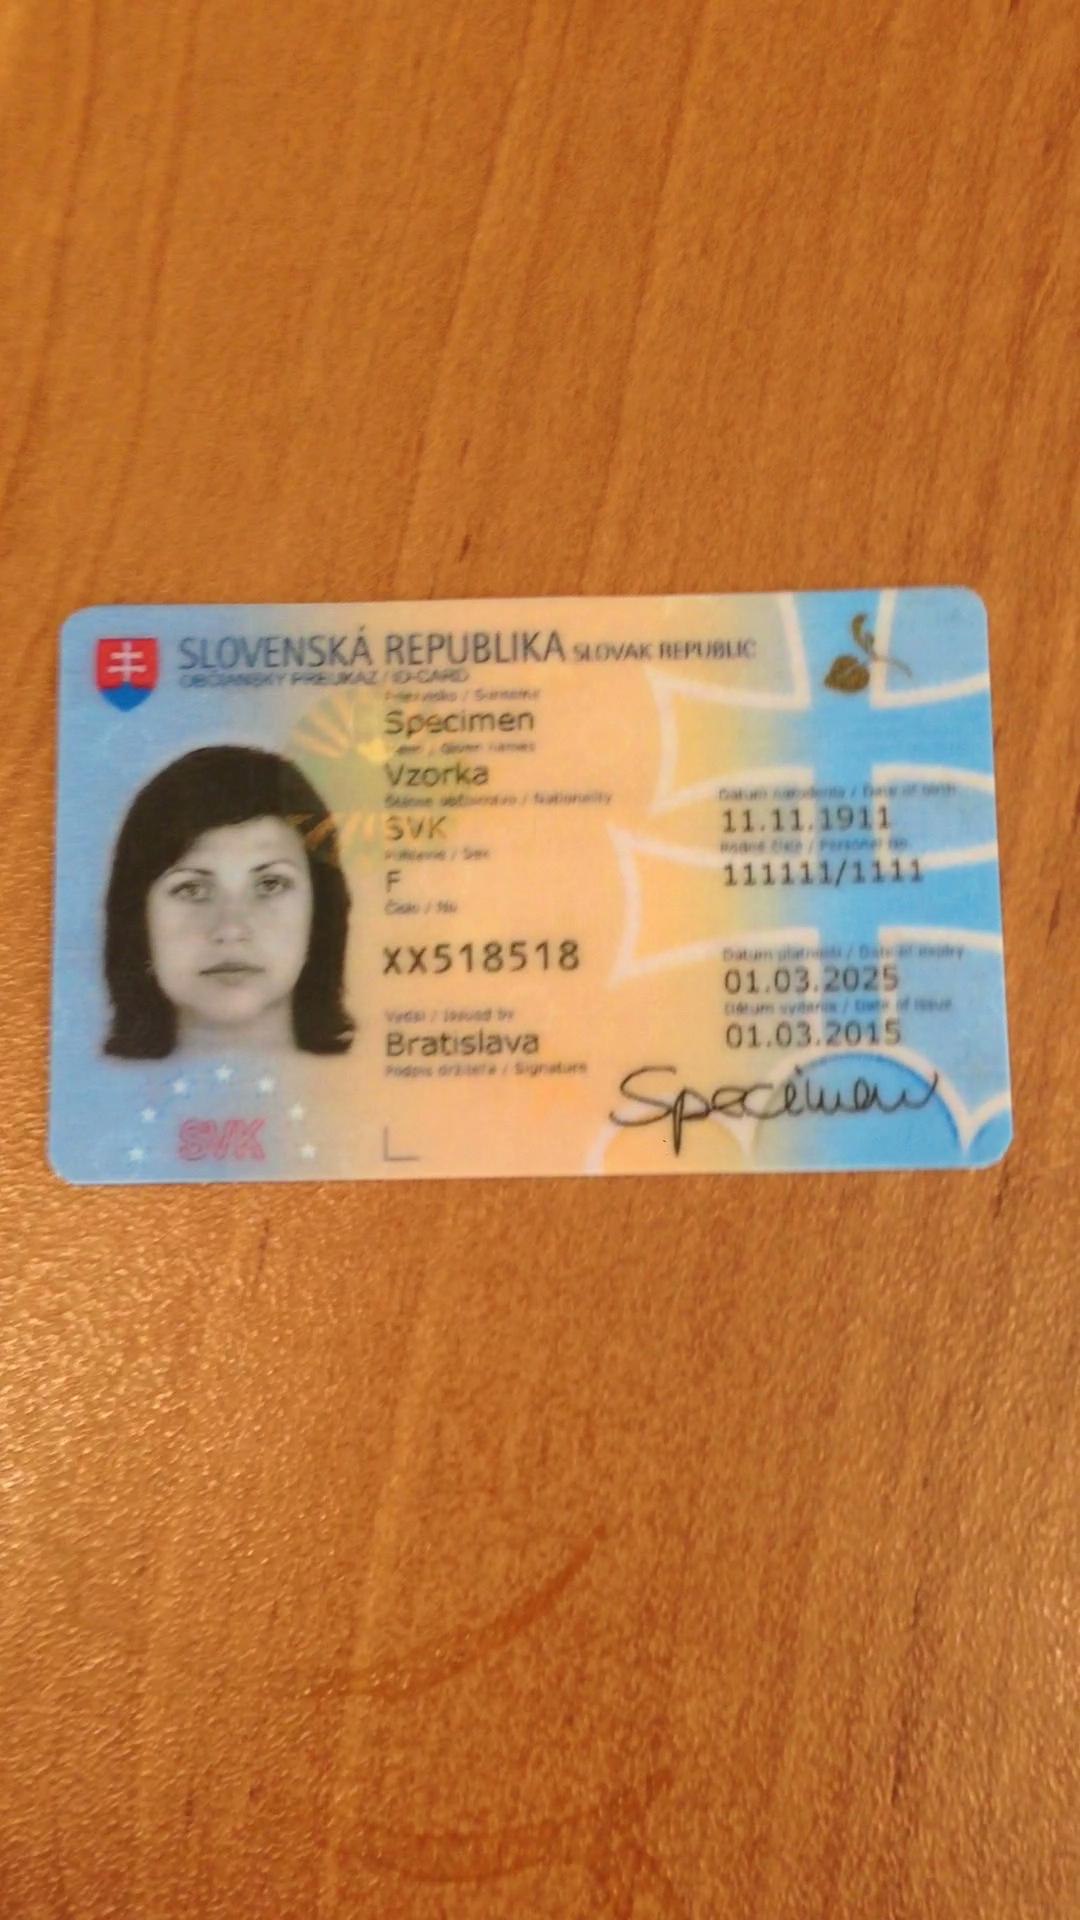 SLOVENSKÁ REPUBLIKA SLOVAK REPUBLIC
OBČIANSKY PREUKAZ / ID-CARD
Priezvisko / Surname
Specimen
Meno / Given names
Vzorka
Štátne občianstvo / Nationality
SVK
Pohlavie / Sex
F
Číslo / No
XX518518
Vydal / Issued by
Bratislava
Podpis držiteľa / Signature
Dátum narodenia / Date of birth
11.11.1911
Rodné číslo / Personal No.
111111/1111
Dátum platnosti / Date of expiry
01.03.2025
Dátum vydania / Date of issue
01.03.2015
Specimen
SVK